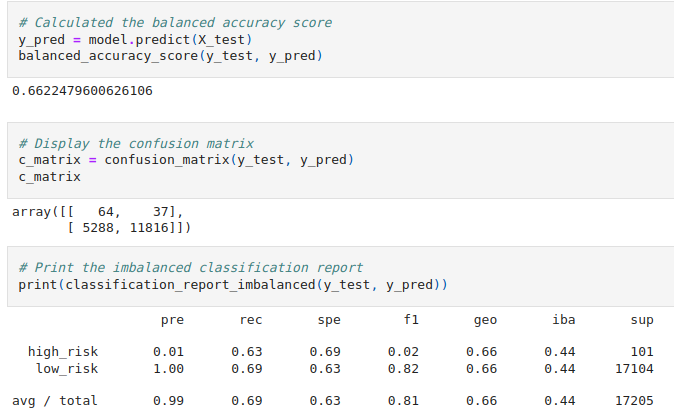 # Calculated the balanced accuracy score
y_pred = model.predict(X_test)
balanced_accuracy_score(y_test, y_pred)
0.6622479600626106
# Display the confusion matrix
c_matrix = confusion_matrix(y_test, y_pred)
c_matrix
array([[   64,    37],
       [ 5288, 11816]])
# Print the imbalanced classification report
print(classification_report_imbalanced(y_test, y_pred))
                   pre       rec       spe        f1       geo       iba       sup
  high_risk       0.01      0.63      0.69      0.02      0.66      0.44       101
   low_risk       1.00      0.69      0.63      0.82      0.66      0.44     17104
avg / total       0.99      0.69      0.63      0.81      0.66      0.44     17205